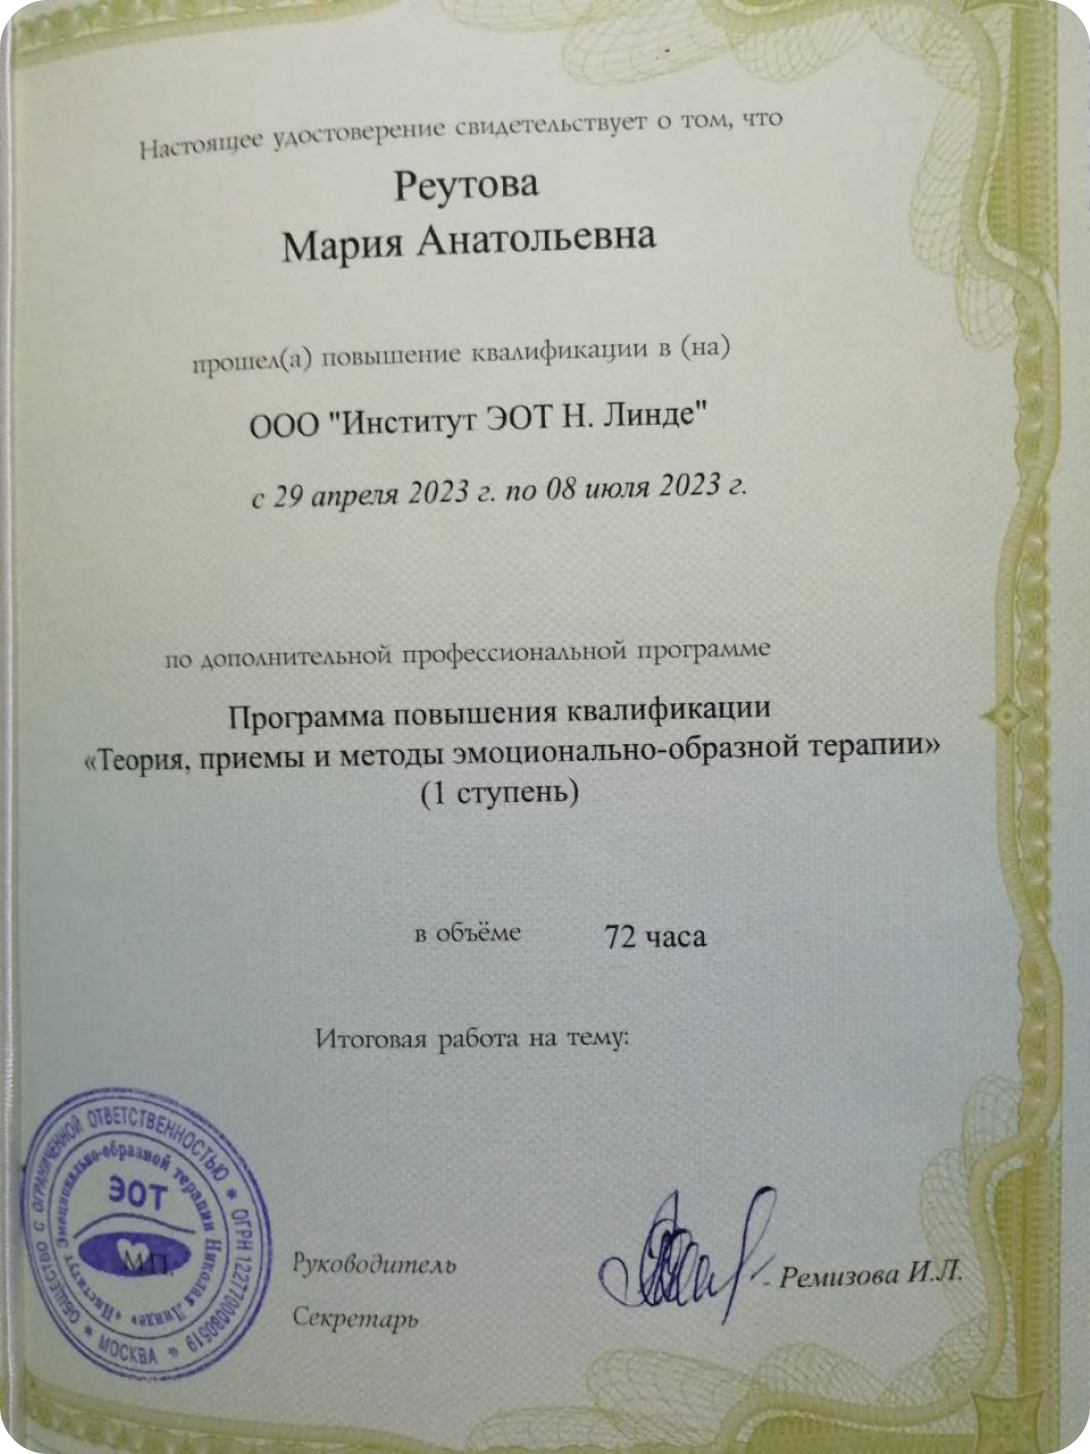 Настоящее удостоверение свидетельствует о том, что
Реутова
Мария Анатольевна
прошел(а) повышение квалификации в (на)
ООО "Институт ЭОТ Н. Линде"
с 29 апреля 2023 г. по 08 июля 2023 г.
по дополнительной профессиональной программе
Программа повышения квалификации
«Теория, приемы и методы эмоционально-образной терапии»
(1 ступень)
в объёме 72 часа
Итоговая работа на тему:
ОБЩЕСТВО С ОГРАНИЧЕННОЙ ОТВЕТСТВЕННОСТЬЮ * ОГРН 1227700080519 * МОСКВА *
«Институт Эмоционально-образной терапии Николая Линде»
ЭОТ
М.П.
Руководитель
Ремизова И.Л.
Секретарь